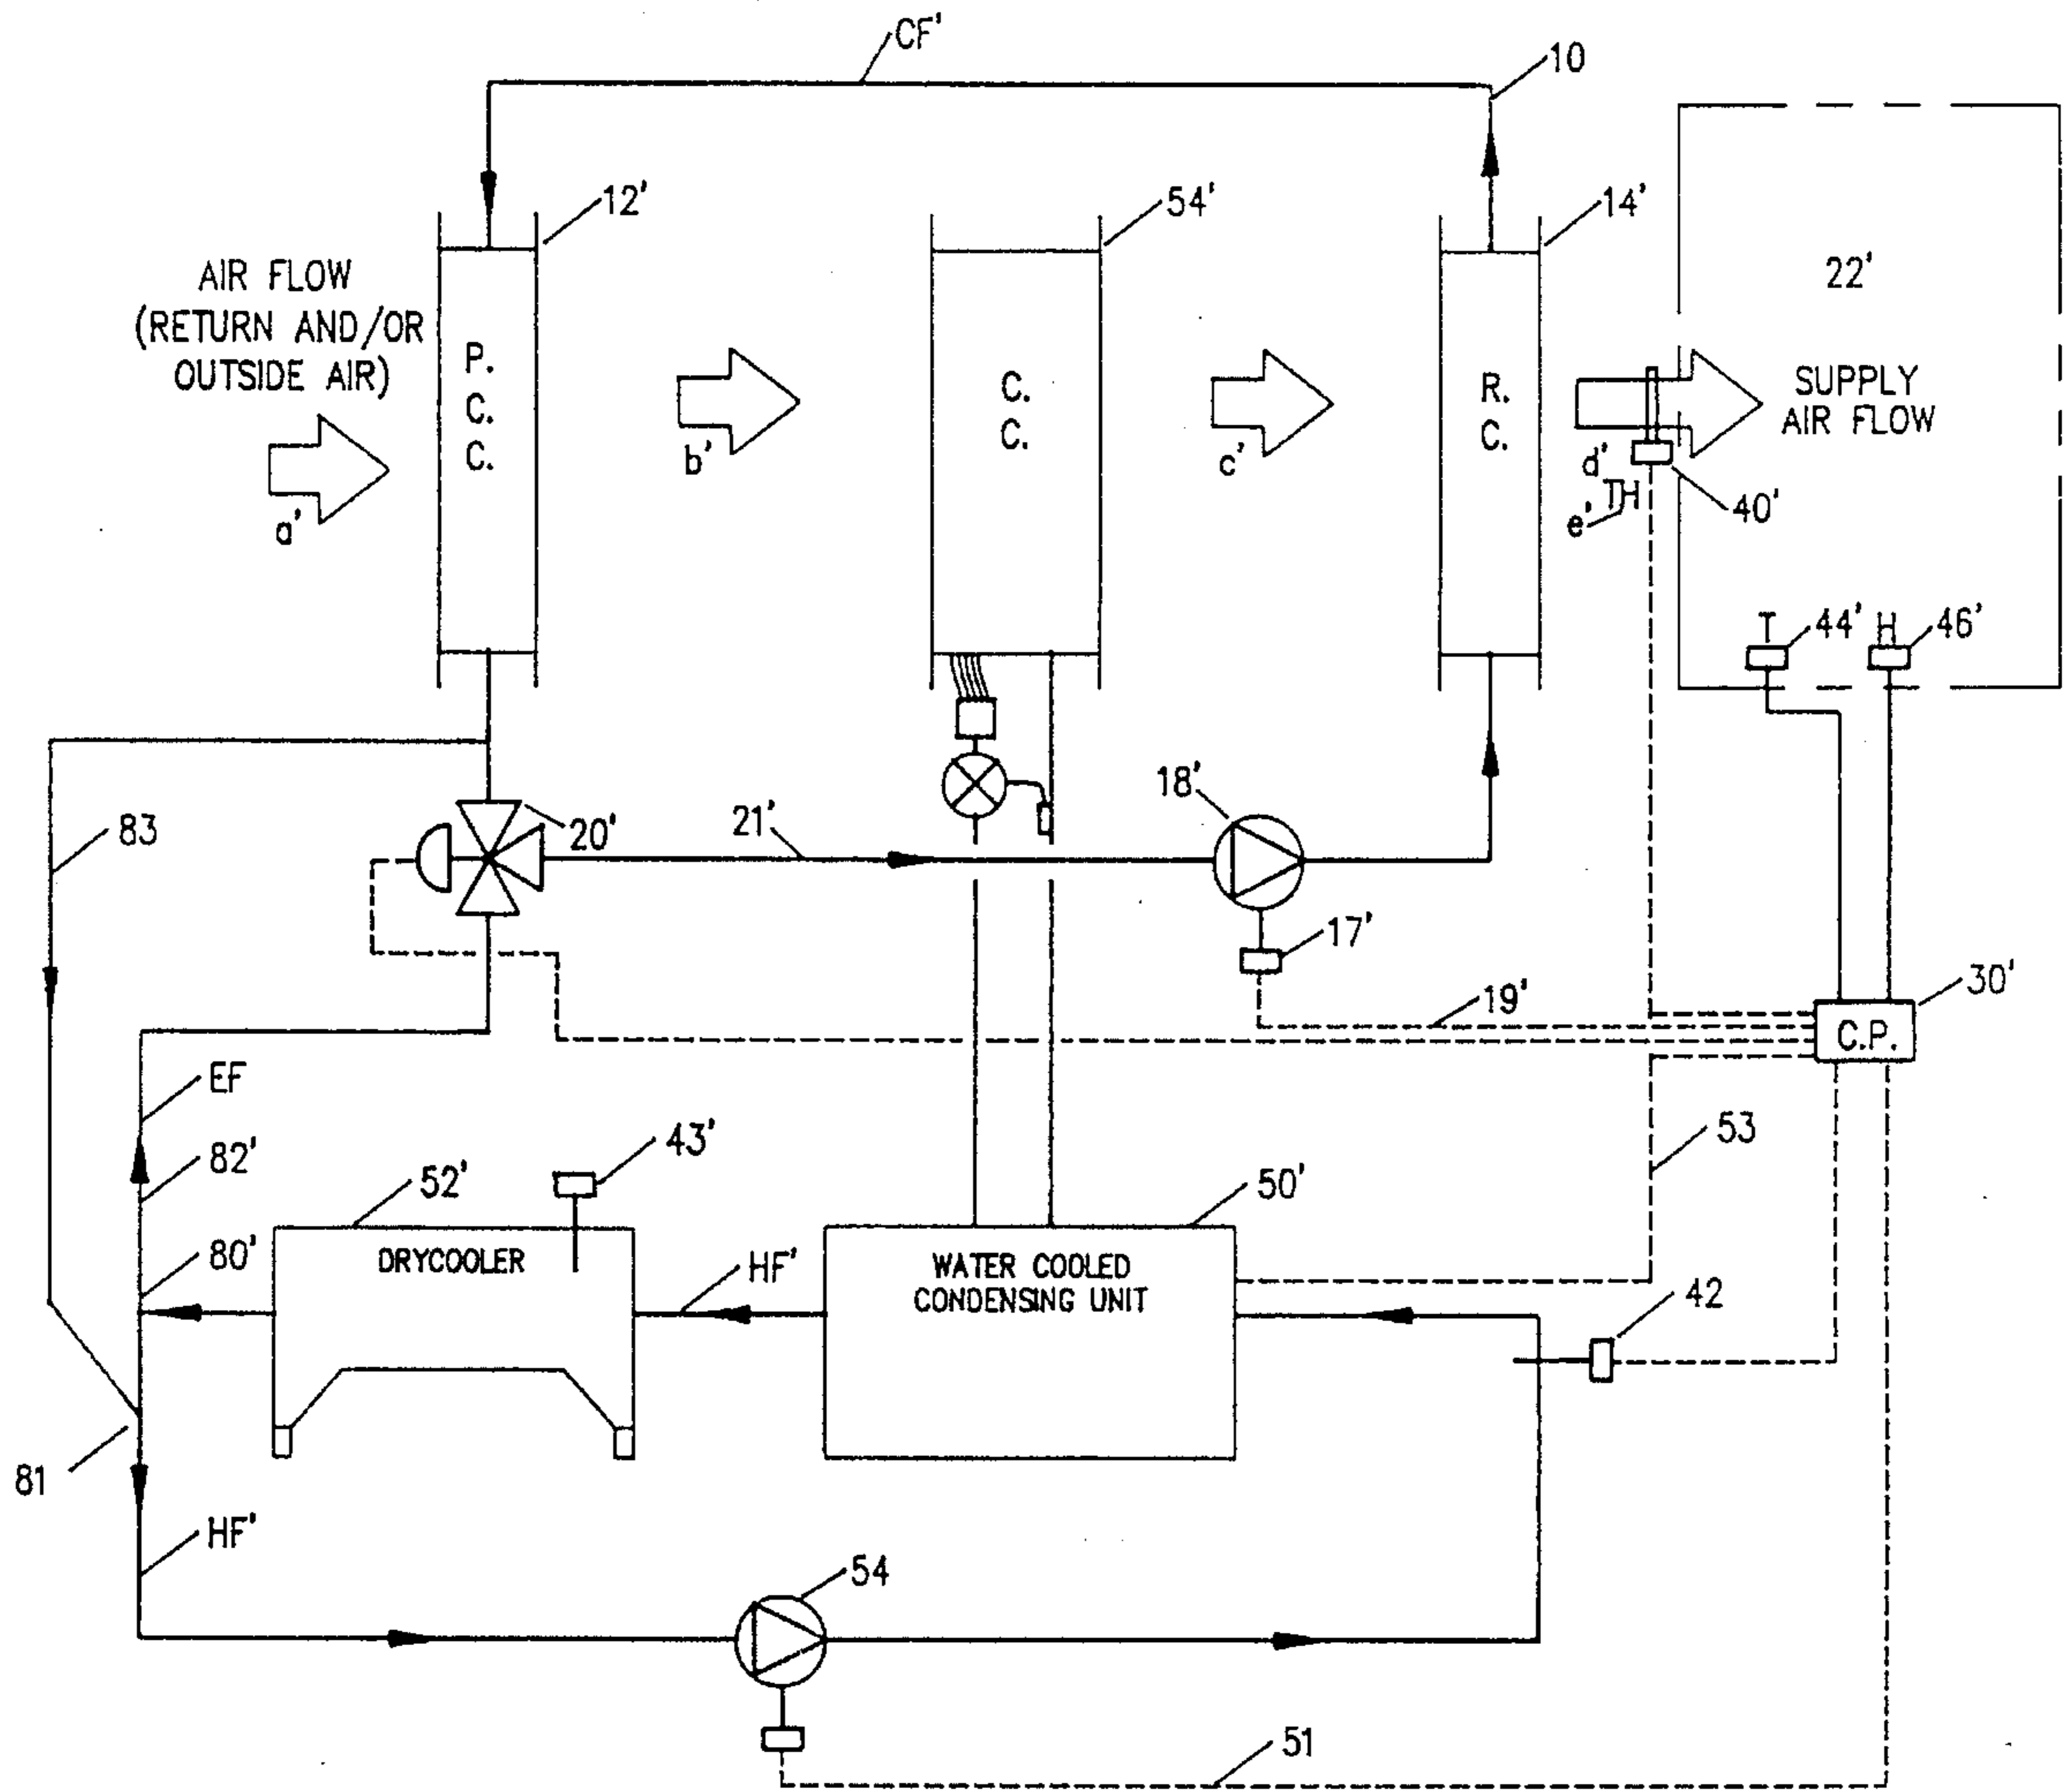 CF'
10
12'
54'
14'
22'
AIR FLOW
(RETURN AND/OR
OUTSIDE AIR)
P.
C.
C.
C.
C.
R.
C.
SUPPLY
AIR FLOW
a'
b'
c'
d'
e'
TH
40'
T
44'
H
46'
83
20'
21'
18'
17'
19'
30'
C.P.
EF
82'
80'
52'
43'
DRYCOOLER
HF'
50'
WATER COOLED
CONDENSING UNIT
53
42
81
HF'
54
51